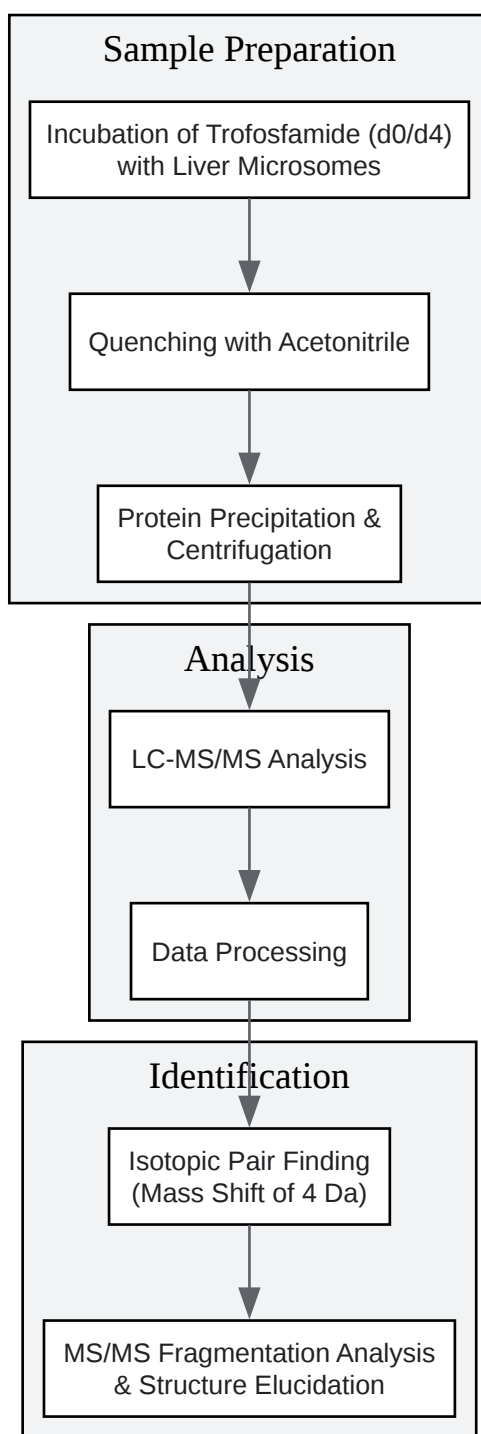 Sample Preparation
Incubation of Trofosfamide (d0/d4)
with Liver Microsomes
Quenching with Acetonitrile
Protein Precipitation &
Centrifugation
Analysis
LC-MS/MS Analysis
Data Processing
Identification
Isotopic Pair Finding
(Mass Shift of 4 Da)
MS/MS Fragmentation Analysis
& Structure Elucidation